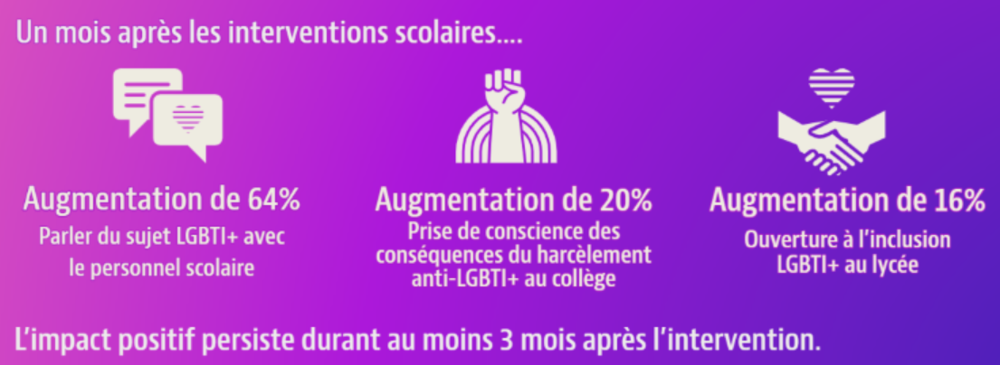 Un mois après les interventions scolaires....
Augmentation de 64%
Parler du sujet LGBTI+ avec
le personnel scolaire
Augmentation de 20%
Prise de conscience des
conséquences du harcèlement
anti-LGBTI+ au collège
Augmentation de 16%
Ouverture à l'inclusion
LGBTI+ au lycée
L'impact positif persiste durant au moins 3 mois après l'intervention.